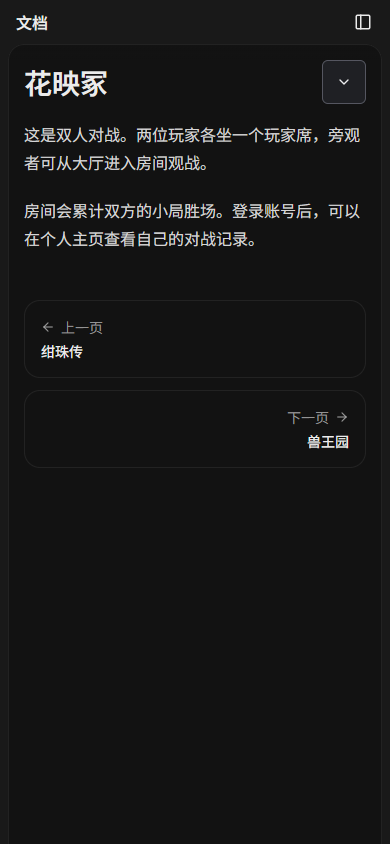 文档
花映冢
这是双人对战。两位玩家各坐一个玩家席，旁观
者可从大厅进入房间观战。
房间会累计双方的小局胜场。登录账号后，可以
在个人主页查看自己的对战记录。
上一页
绀珠传
下一页
兽王园